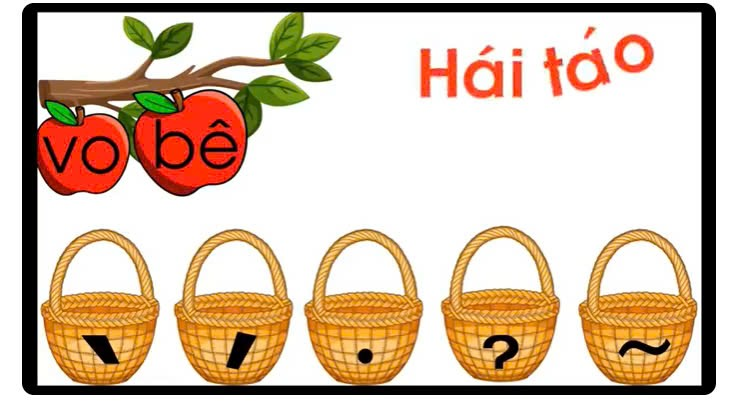 Hái táo
vo bê
\ / . ? ~